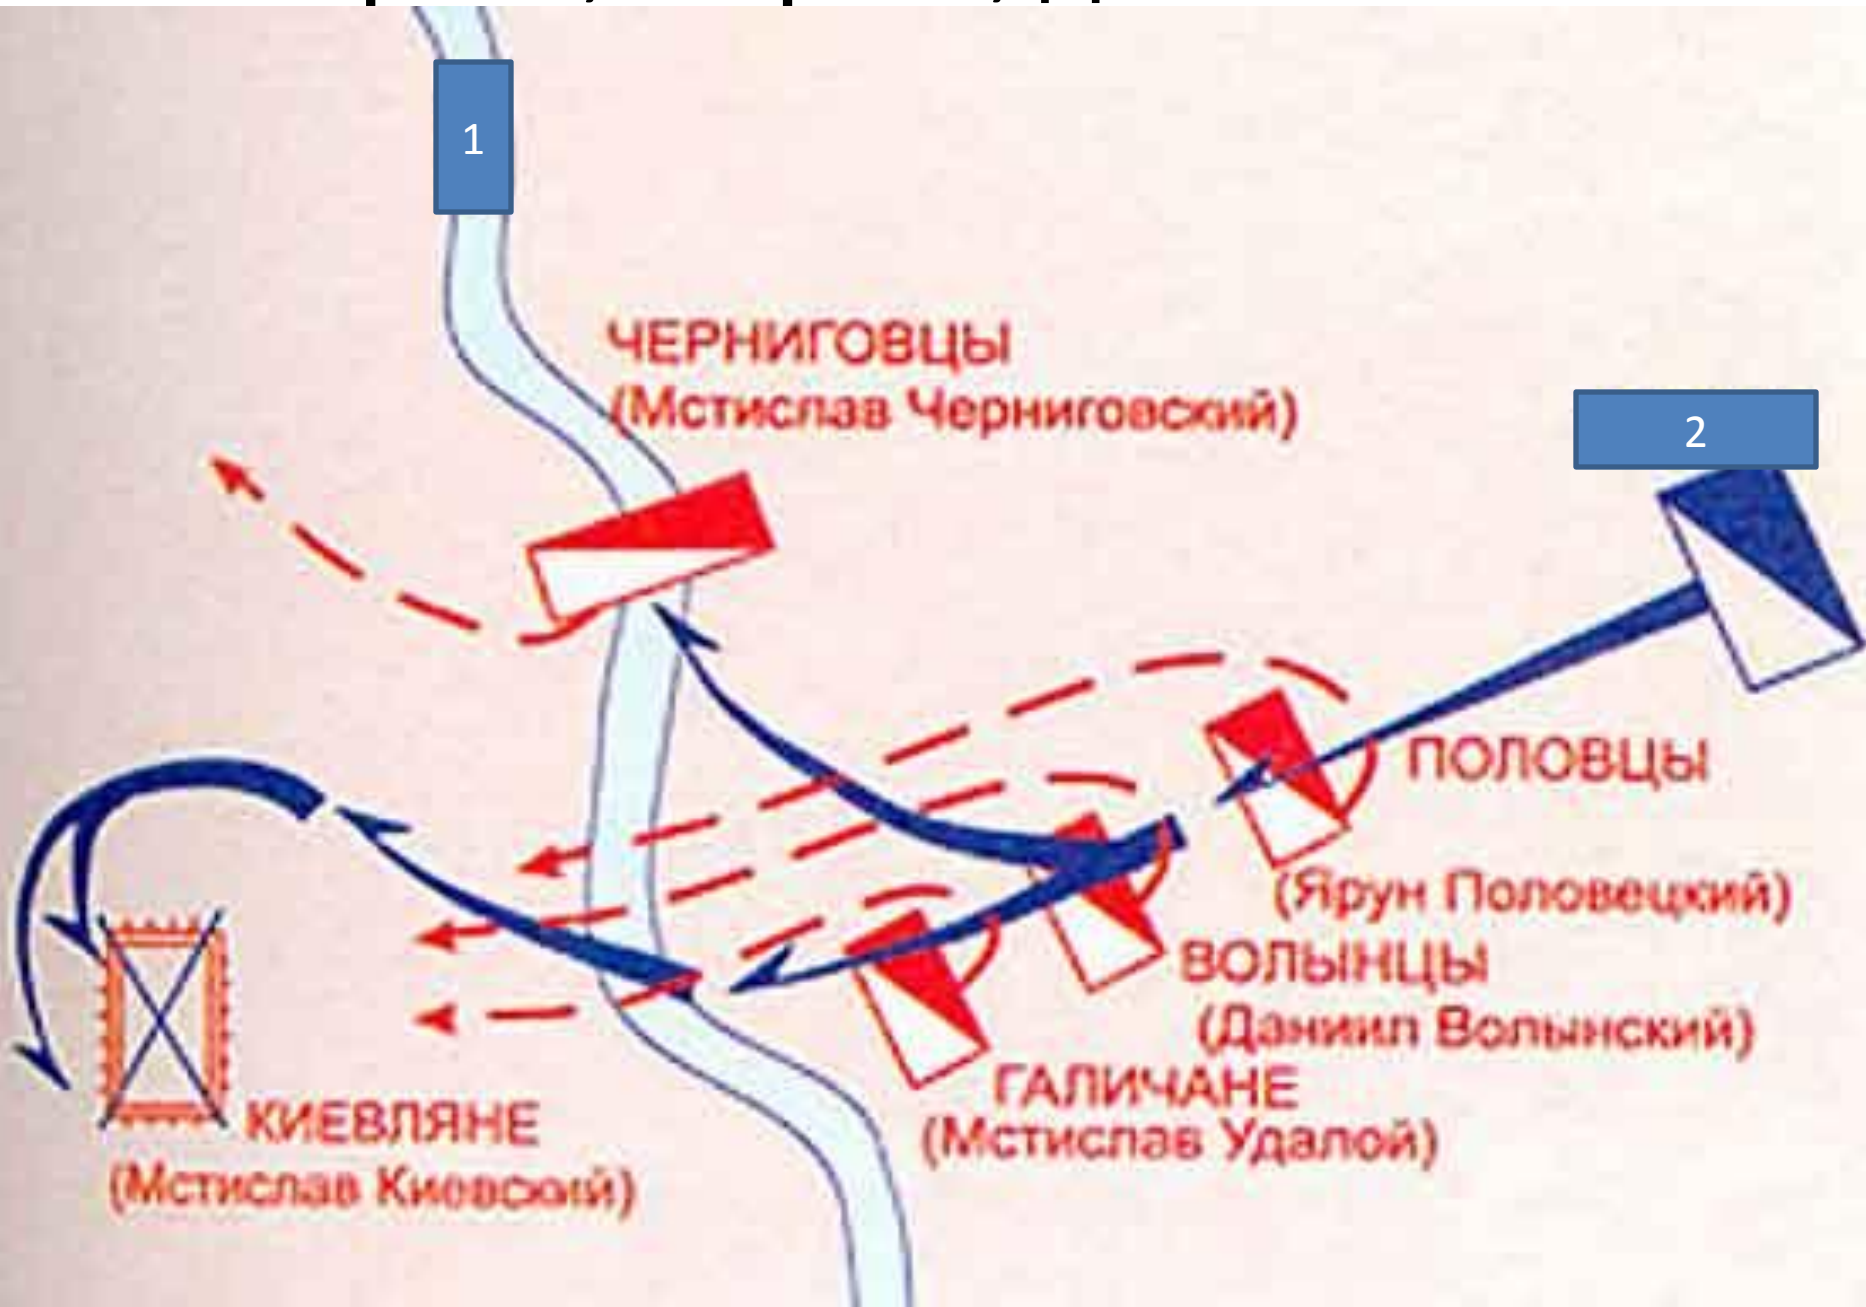 1
ЧЕРНИГОВЦЫ
(Мстислав Черниговский)
2
ПОЛОВЦЫ
(Ярун Половецкий)
ВОЛЫНЦЫ
(Даниил Волынский)
ГАЛИЧАНЕ
(Мстислав Удалой)
КИЕВЛЯНЕ
(Мстислав Киевский)